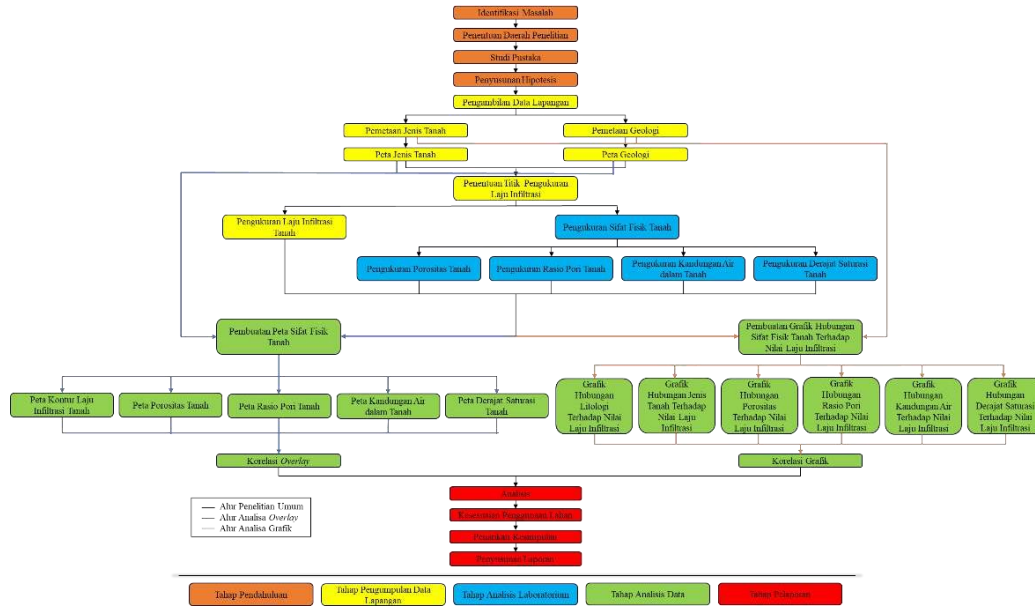 Identifikasi Masalah
Penentuan Daerah Penelitian
Studi Pustaka
Penyusunan Hipotesis
Pengambilan Data Lapangan
Pemetaan Jenis Tanah
Pemetaan Geologi
Peta Jenis Tanah
Peta Geologi
Penentuan Titik Pengukuran
Laju Infiltrasi
Pengukuran Laju Infiltrasi
Tanah
Pengukuran Sifat Fisik Tanah
Pengukuran Porositas Tanah
Pengukuran Rasio Pori Tanah
Pengukuran Kandungan Air
dalam Tanah
Pengukuran Derajat Saturasi
Tanah
Pembuatan Peta Sifat Fisik
Tanah
Pembuatan Grafik Hubungan
Sifat Fisik Tanah Terhadap
Nilai Laju Infiltrasi
Peta Kontur Laju
Infiltrasi Tanah
Peta Porositas Tanah
Peta Rasio Pori Tanah
Peta Kandungan Air
dalam Tanah
Peta Derajat Saturasi
Tanah
Grafik
Hubungan
Litologi
Terhadap Nilai
Laju Infiltrasi
Grafik
Hubungan Jenis
Tanah Terhadap
Nilai Laju
Infiltrasi
Grafik
Hubungan
Porositas
Terhadap Nilai
Laju Infiltrasi
Grafik
Hubungan
Rasio Pori
Terhadap Nilai
Laju Infiltrasi
Grafik
Hubungan
Kandungan Air
Terhadap Nilai
Laju Infiltrasi
Grafik
Hubungan
Derajat Saturasi
Terhadap Nilai
Laju Infiltrasi
Korelasi Overlay
Korelasi Grafik
Analisis
Kesesuaian Penggunaan Lahan
Penarikan Kesimpulan
Penyusunan Laporan
Alur Penelitian Umum
Alur Analisa Overlay
Alur Analisa Grafik
Tahap Pendahuluan
Tahap Pengumpulan Data
Lapangan
Tahap Analisis Laboratorium
Tahap Analisis Data
Tahap Pelaporan